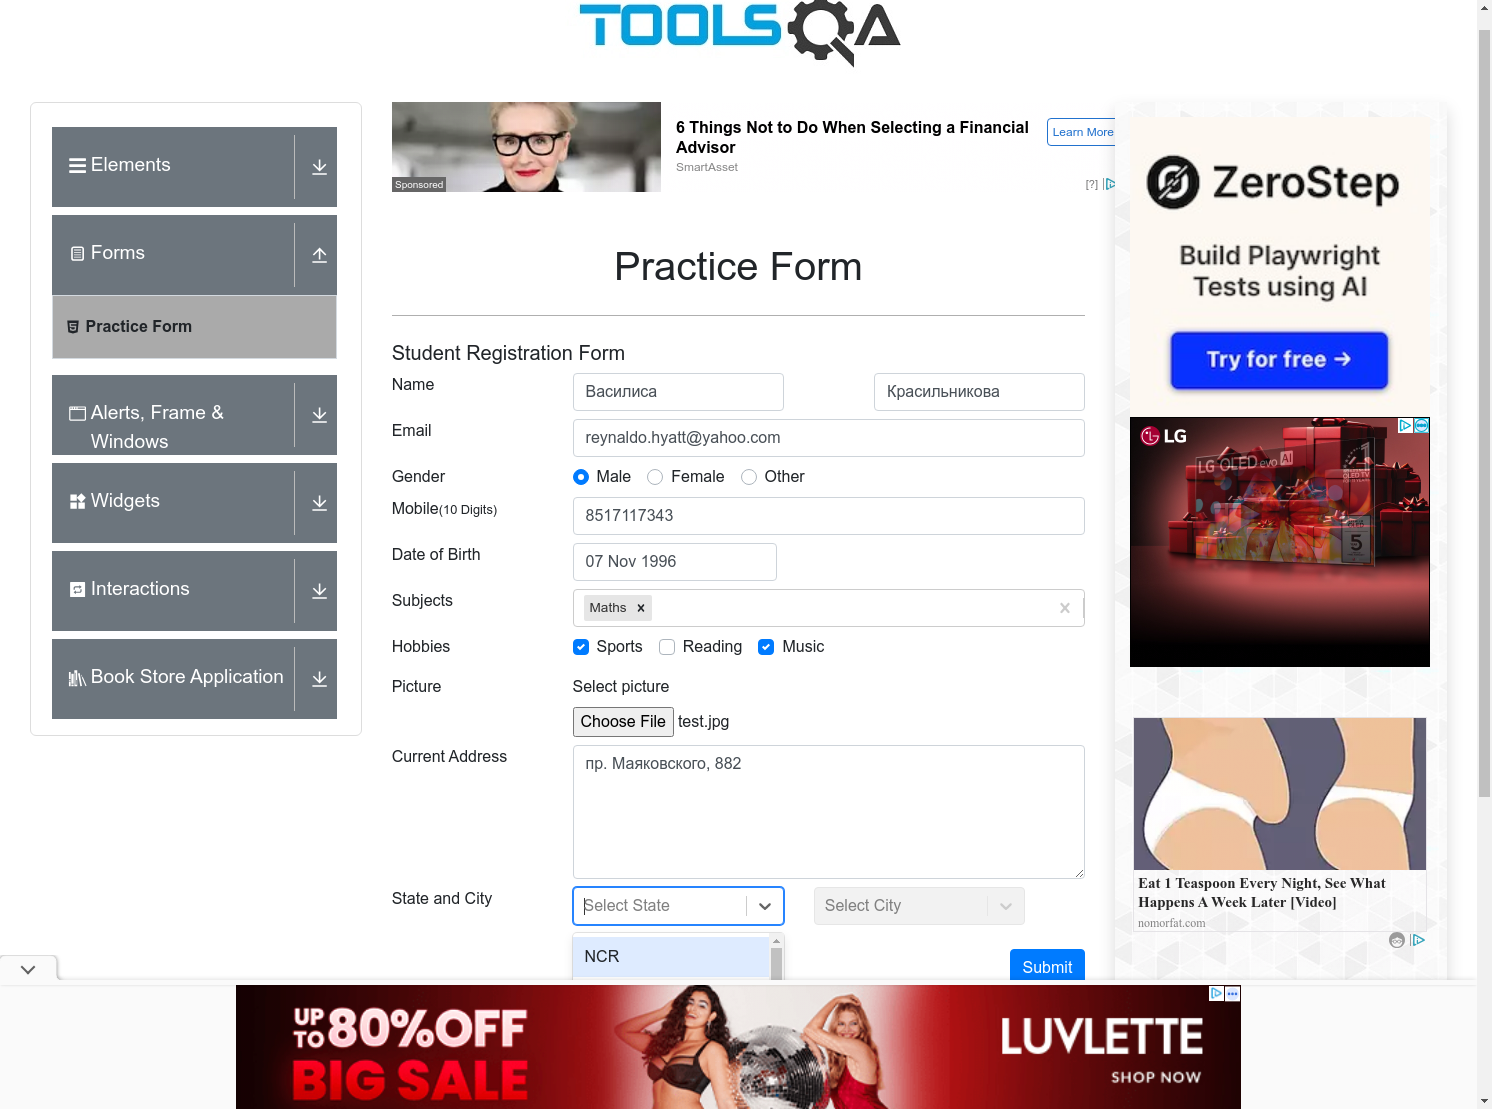 TOOLSQA
Elements
Forms
Practice Form
Alerts, Frame &
Windows
Widgets
Interactions
Book Store Application
Sponsored
6 Things Not to Do When Selecting a Financial
Advisor
SmartAsset
Learn More
[?]
Practice Form
Student Registration Form
Name
Василиса
Красильникова
Email
reynaldo.hyatt@yahoo.com
Gender
Male
Female
Other
Mobile(10 Digits)
8517117343
Date of Birth
07 Nov 1996
Subjects
Maths
Hobbies
Sports
Reading
Music
Picture
Select picture
Choose File test.jpg
Current Address
пр. Маяковского, 882
State and City
Select State
Select City
NCR
Submit
ZeroStep
Build Playwright
Tests using AI
Try for free →
LG
LG OLED evo AI
5
Eat 1 Teaspoon Every Night, See What
Happens A Week Later [Video]
nomorfat.com
UP TO 80% OFF
BIG SALE
LUVLETTE
SHOP NOW